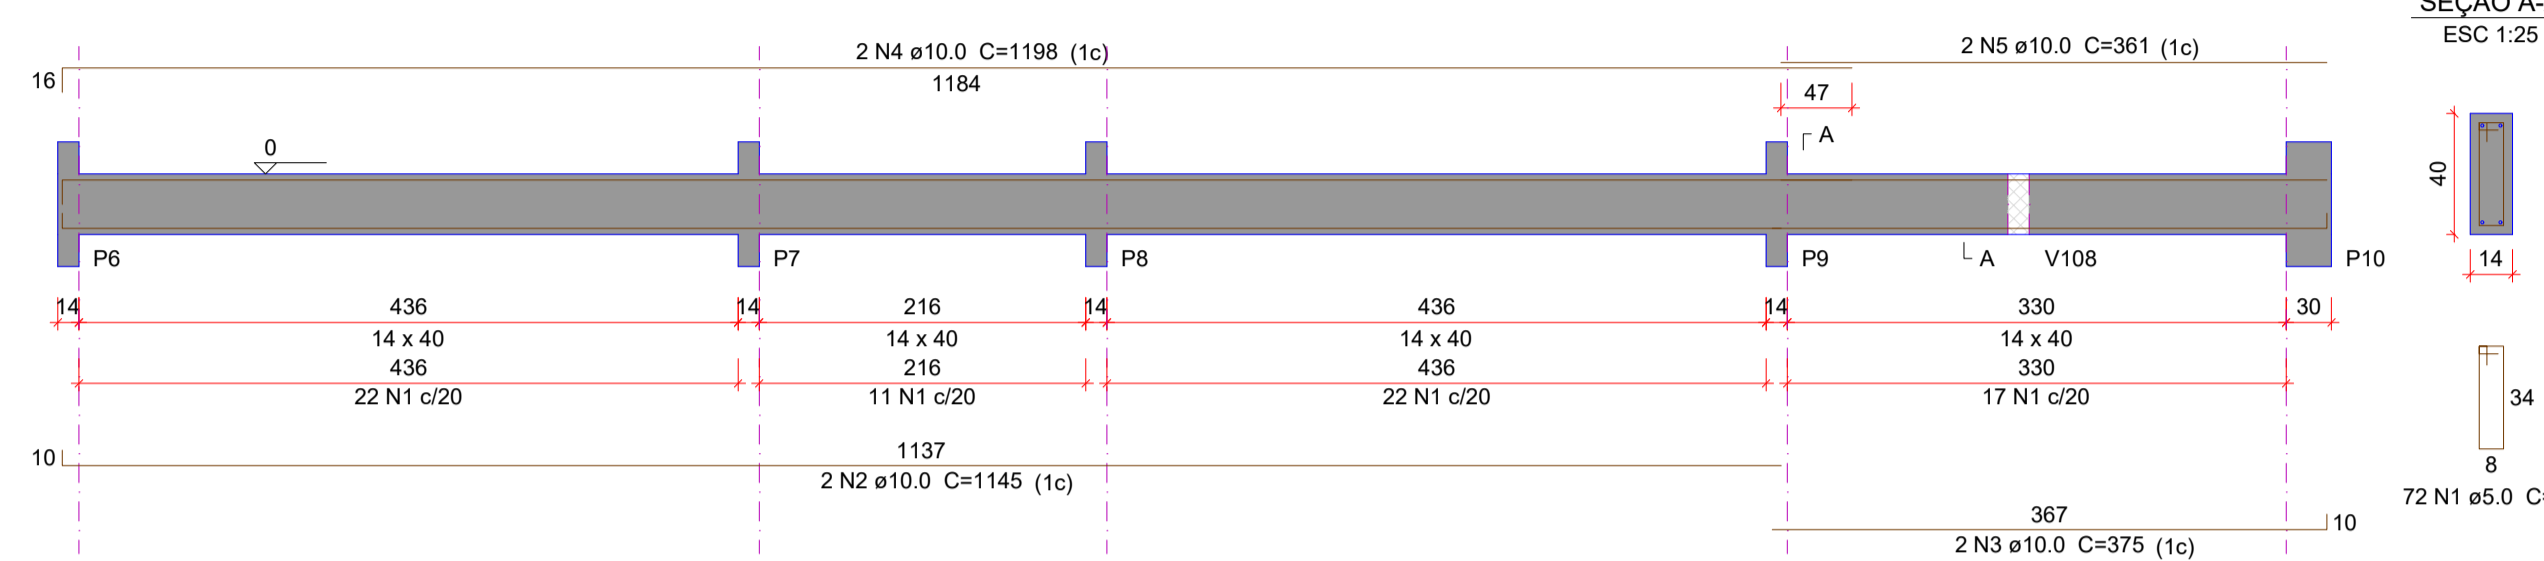 SEÇÃO A-
ESC 1:25
2 N4 ø10.0 C=1198 (1c)
2 N5 ø10.0 C=361 (1c)
16
1184
47
A
0
40
14
P6
P7
P8
P9
A
V108
P10
14
436
14
216
14
436
14
330
30
14 x 40
14 x 40
14 x 40
14 x 40
436
216
436
330
22 N1 c/20
11 N1 c/20
22 N1 c/20
17 N1 c/20
34
8
72 N1 ø5.0 C=
10
1137
2 N2 ø10.0 C=1145 (1c)
367
10
2 N3 ø10.0 C=375 (1c)